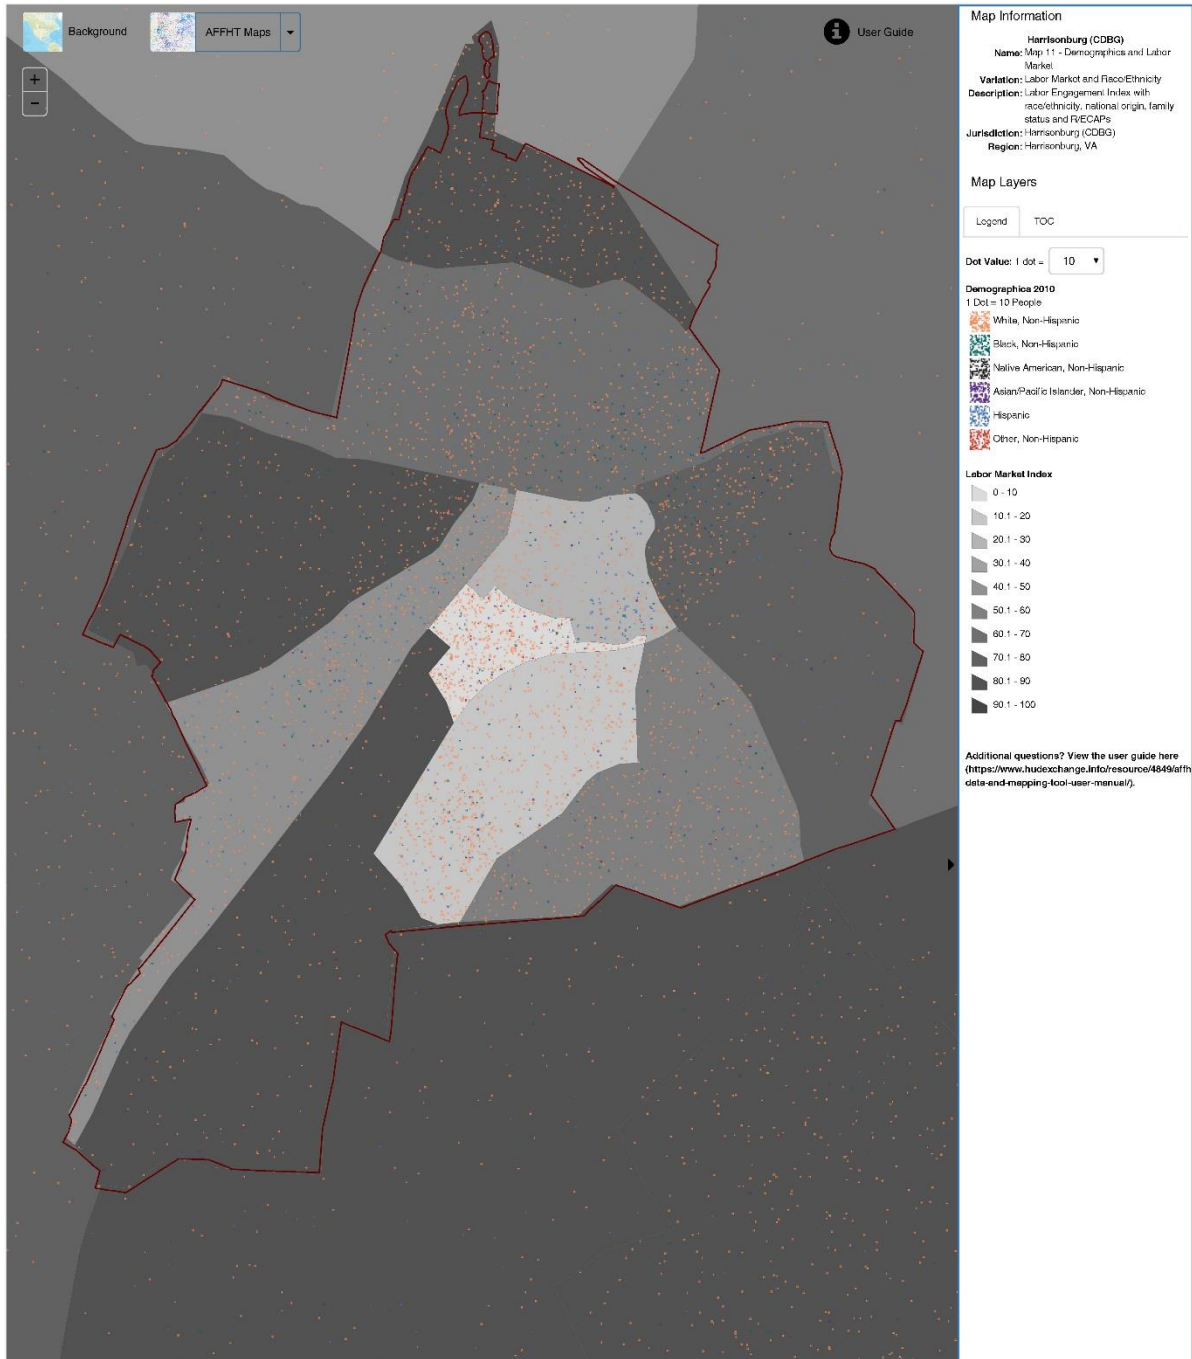 Background
AFFHT Maps
User Guide
+
−
Map Information
Harrisonburg (CDBG)
Name: Map 11 - Demographics and Labor
Market
Variation: Labor Market and Race/Ethnicity
Description: Labor Engagement Index with
race/ethnicity, national origin, family
status and R/ECAPs
Jurisdiction: Harrisonburg (CDBG)
Region: Harrisonburg, VA
Map Layers
Legend TOC
Dot Value: 1 dot = 10
Demographics 2010
1 Dot = 10 People
White, Non-Hispanic
Black, Non-Hispanic
Native American, Non-Hispanic
Asian/Pacific Islander, Non-Hispanic
Hispanic
Other, Non-Hispanic
Labor Market Index
0 - 10
10.1 - 20
20.1 - 30
30.1 - 40
40.1 - 50
50.1 - 60
60.1 - 70
70.1 - 80
80.1 - 90
90.1 - 100
Additional questions? View the user guide here
(https://www.hudexchange.info/resource/4849/affh
data-and-mapping-tool-user-manual/).